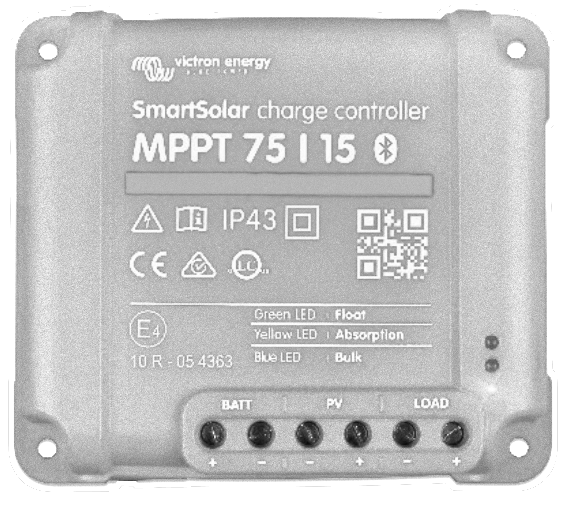 victron energy
SmartSolar charge controller
MPPT 75 | 15
IP43
CE
E4
10 R - 05 4363
Green LED | Float
Yellow LED | Absorption
Blue LED | Bulk
BATT | PV | LOAD
+ - - + - +